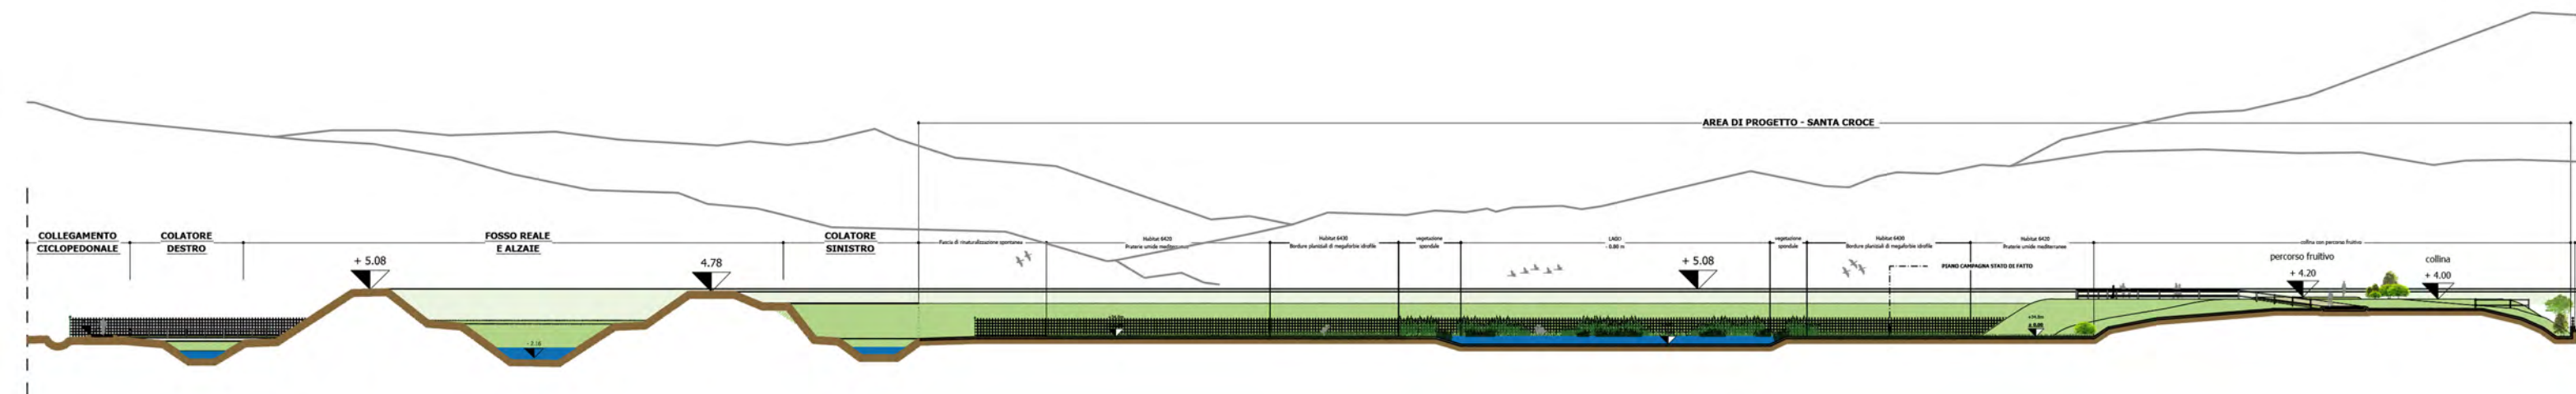 AREA DI PROGETTO - SANTA CROCE
COLLEGAMENTO
CICLOPEDONALE
COLATORE
DESTRO
FOSSO REALE
E ALZAIE
COLATORE
SINISTRO
Fascia di rinaturalizzazione spontanea
Habitat 6420
Praterie umide mediterranee
Habitat 6430
Bordure planiziali di megaforbie idrofile
vegetazione
spondale
LAGO
- 0.80 m
vegetazione
spondale
Habitat 6430
Bordure planiziali di megaforbie idrofile
Habitat 6420
Praterie umide mediterranee
collina con percorso fruitivo
+ 5.08
4.78
+ 5.08
PIANO CAMPAGNA STATO DI FATTO
percorso fruitivo
+ 4.20
collina
+ 4.00